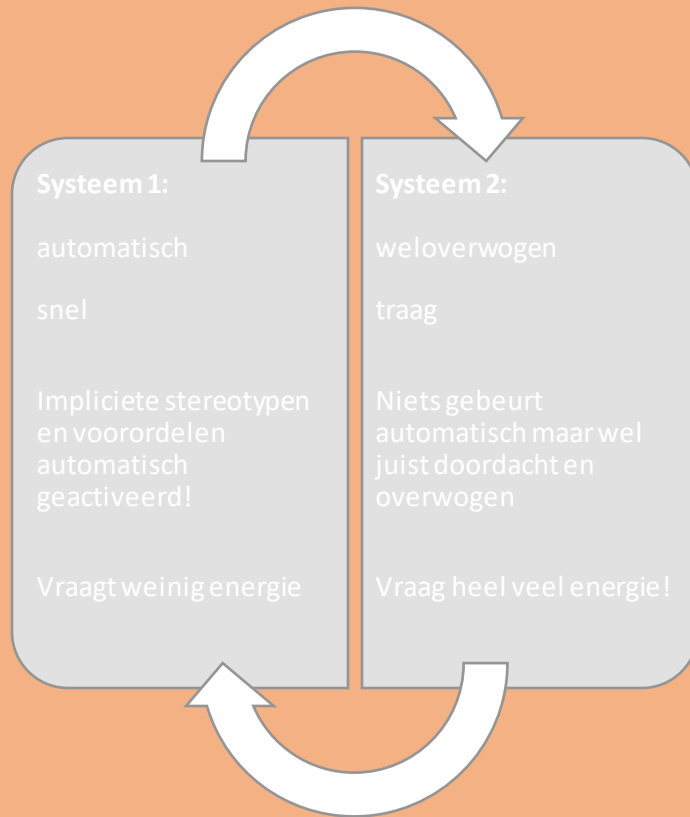 Systeem 1:
automatisch
snel
Impliciete stereotypen
en voorordelen
automatisch
geactiveerd!
Vraagt weinig energie
Systeem 2:
weloverwogen
traag
Niets gebeurt
automatisch maar wel
juist doordacht en
overwogen
Vraag heel veel energie!